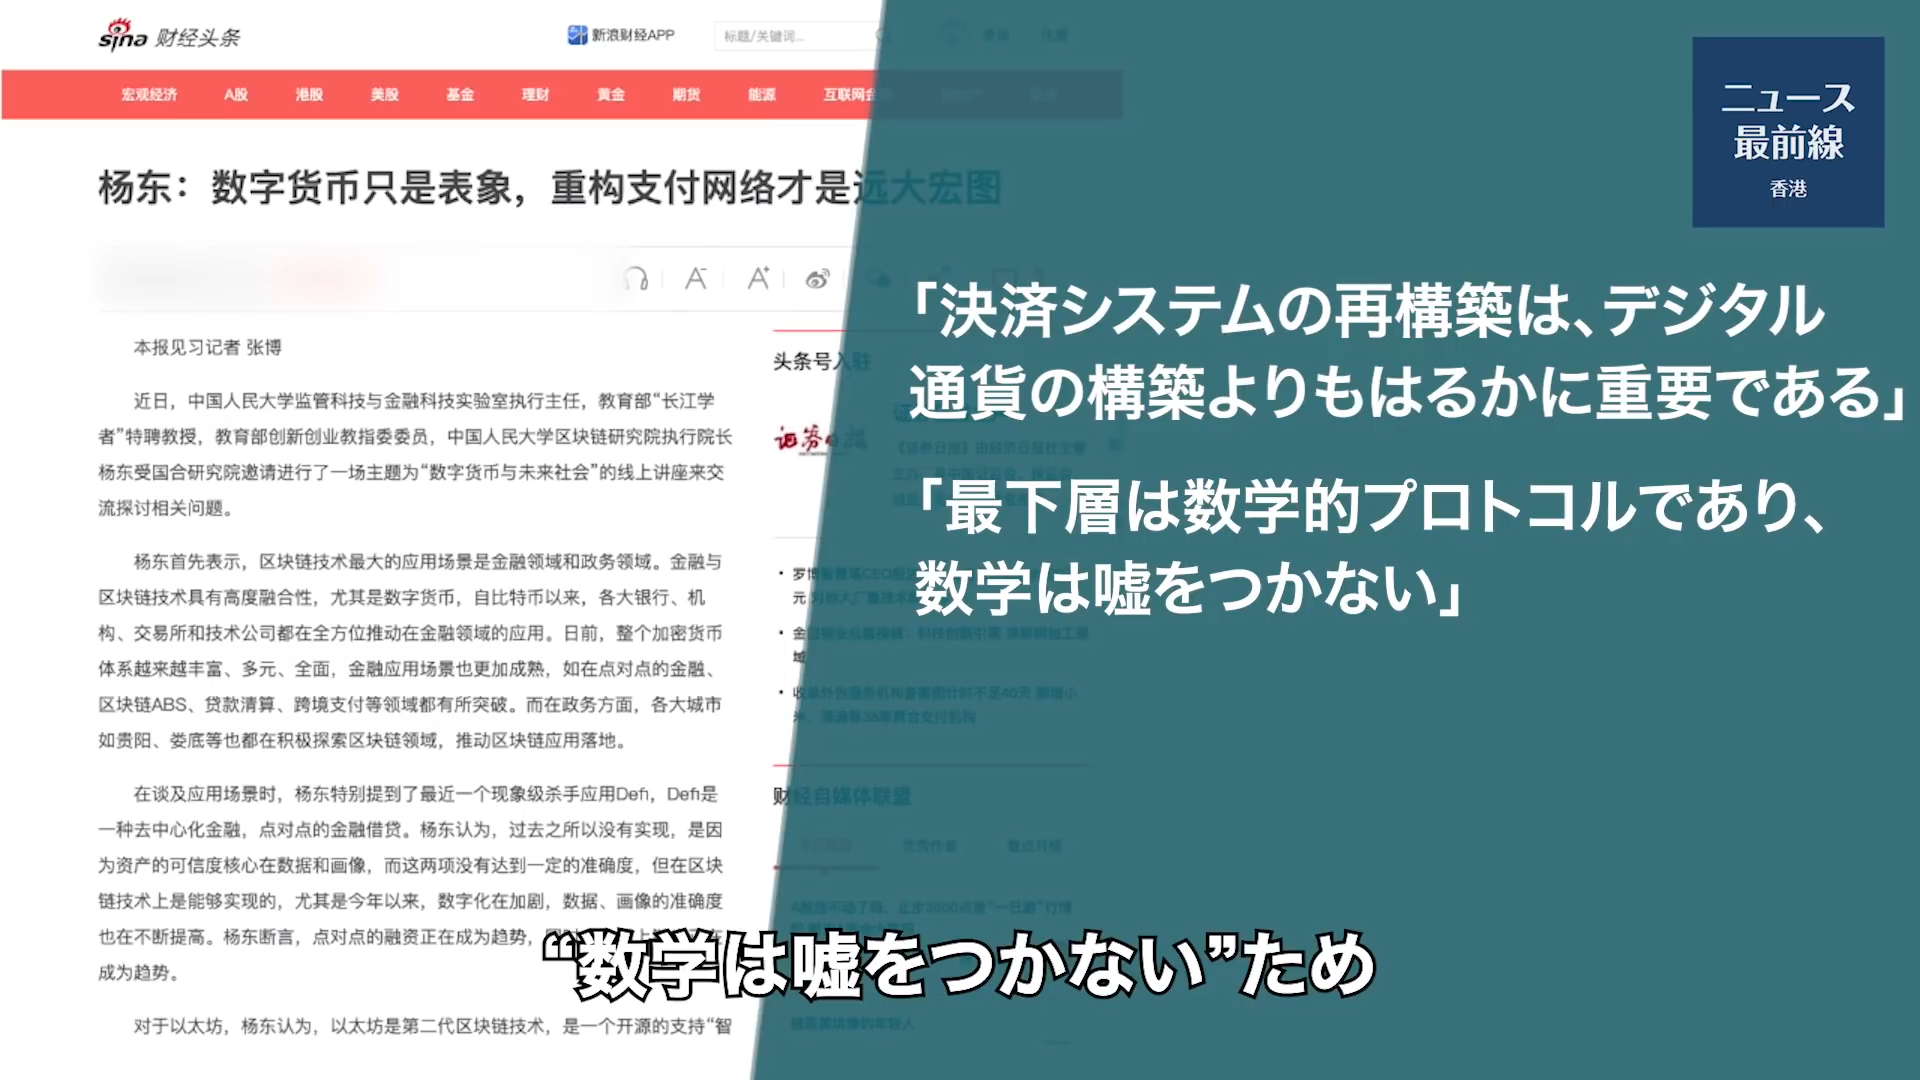 sina 财经头条
新浪财经APP
标题/关键词...
宏观经济 A股 港股 美股 基金 理财 黄金 期货 能源 互联网金
杨东：数字货币只是表象，重构支付网络才是远大宏图
本报见习记者 张博
近日，中国人民大学监管科技与金融科技实验室执行主任，教育部“长江学
者”特聘教授，教育部创新创业教指委委员，中国人民大学区块链研究院执行院长
杨东受国合研究院邀请进行了一场主题为“数字货币与未来社会”的线上讲座来交
流探讨相关问题。
杨东首先表示，区块链技术最大的应用场景是金融领域和政务领域。金融与
区块链技术具有高度融合性，尤其是数字货币，自比特币以来，各大银行、机
构、交易所和技术公司都在全方位推动在金融领域的应用。日前，整个加密货币
体系越来越丰富、多元、全面，金融应用场景也更加成熟，如在点对点的金融、
区块链ABS、贷款清算、跨境支付等领域都有所突破。而在政务方面，各大城市
如贵阳、娄底等也都在积极探索区块链领域，推动区块链应用落地。
在谈及应用场景时，杨东特别提到了最近一个现象级杀手应用Defi，Defi是
一种去中心化金融，点对点的金融借贷。杨东认为，过去之所以没有实现，是因
为资产的可信度核心在数据和画像，而这两项没有达到一定的准确度，但在区块
链技术上是能够实现的，尤其是今年以来，数字化在加剧，数据、画像的准确度
也在不断提高。杨东断言，点对点的融资正在成为趋势，
成为趋势。
对于以太坊，杨东认为，以太坊是第二代区块链技术，是一个开源的支持“智
头条号入驻
证券日报
财经自媒体联盟
优秀作者
ニュース
最前線
香港
「決済システムの再構築は、デジタル
通貨の構築よりもはるかに重要である」
「最下層は数学的プロトコルであり、
数学は嘘をつかない」
“数学は嘘をつかない”ため